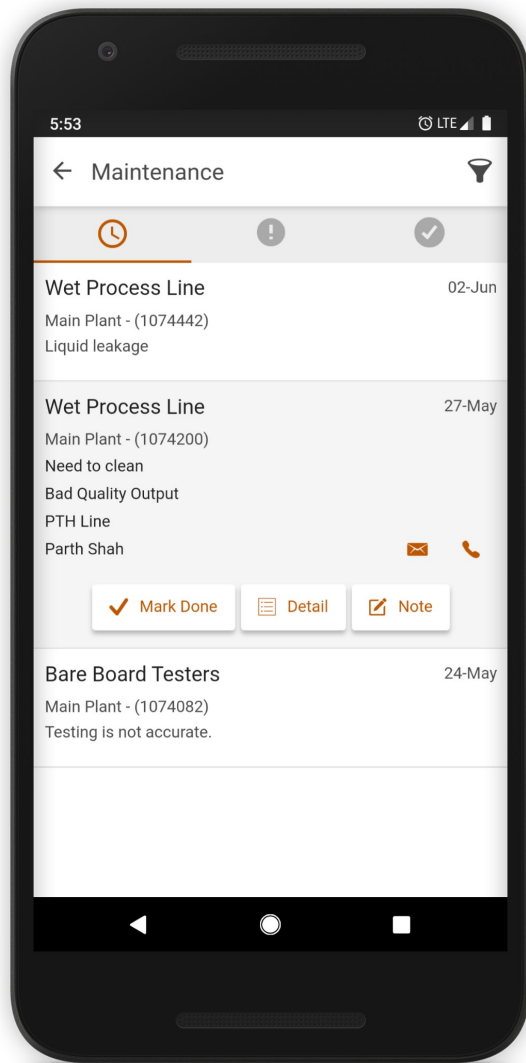 5:53
LTE
Maintenance
Wet Process Line
02-Jun
Main Plant - (1074442)
Liquid leakage
Wet Process Line
27-May
Main Plant - (1074200)
Need to clean
Bad Quality Output
PTH Line
Parth Shah
Mark Done
Detail
Note
Bare Board Testers
24-May
Main Plant - (1074082)
Testing is not accurate.